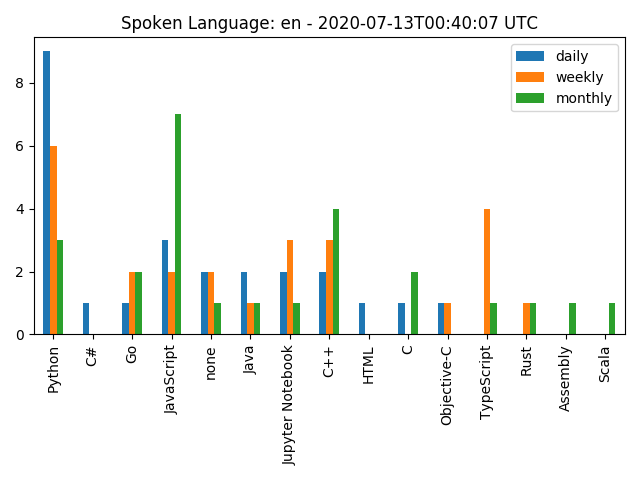 Spoken Language: en - 2020-07-13T00:40:07 UTC
daily
weekly
monthly
8
6
4
2
0
Python
C#
Go
JavaScript
none
Java
Jupyter Notebook
C++
HTML
C
Objective-C
TypeScript
Rust
Assembly
Scala